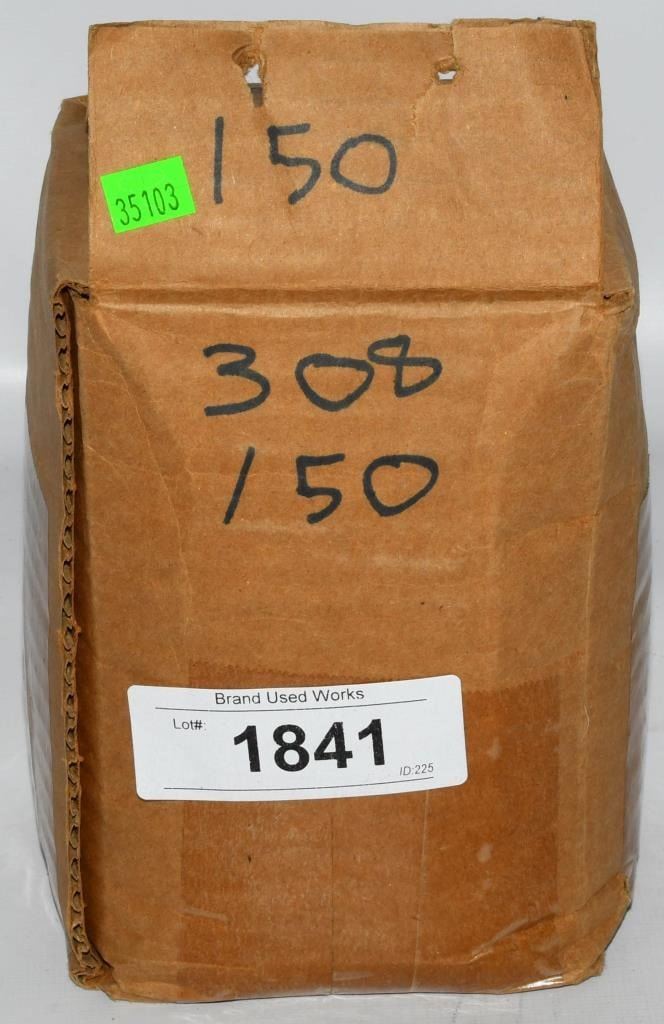 150
35103
308
150
Brand Used Works
Lot#: 1841
ID:225